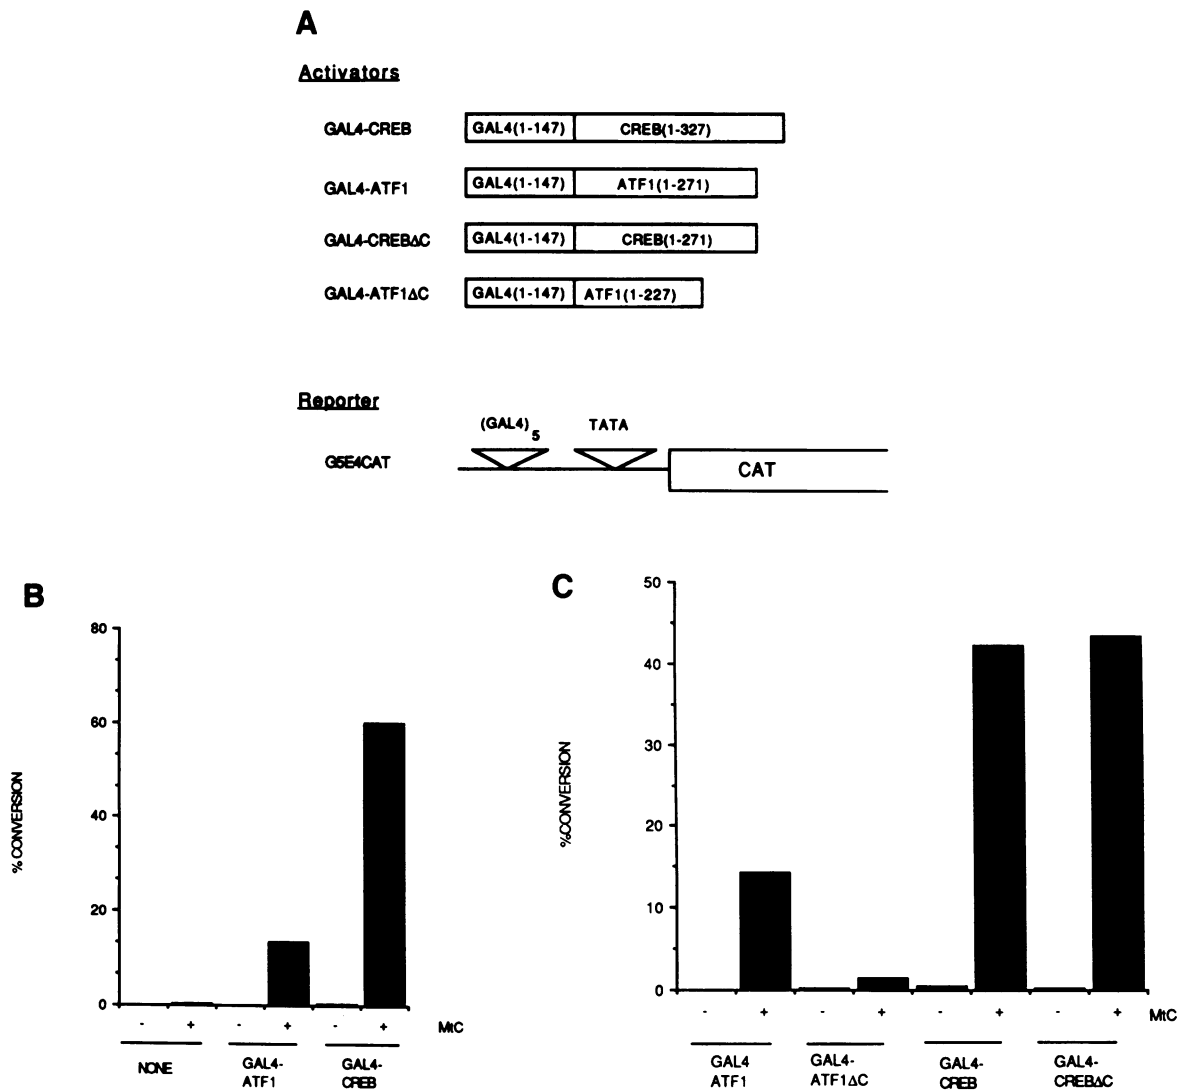 A
Activators
GAL4-CREB GAL4(1-147) CREB(1-327)
GAL4-ATF1 GAL4(1-147) ATF1(1-271)
GAL4-CREBΔC GAL4(1-147) CREB(1-271)
GAL4-ATF1ΔC GAL4(1-147) ATF1(1-227)
Reporter
(GAL4)5 TATA
G5E4CAT CAT
B
80
60
40
20
0
% CONVERSION
- + - + - + MtC
NONE GAL4- GAL4-
ATF1 CREB
C
50
40
30
20
10
0
%CONVERSION
- + - + - + - + MtC
GAL4 GAL4- GAL4- GAL4-
ATF1 ATF1ΔC CREB CREBΔC